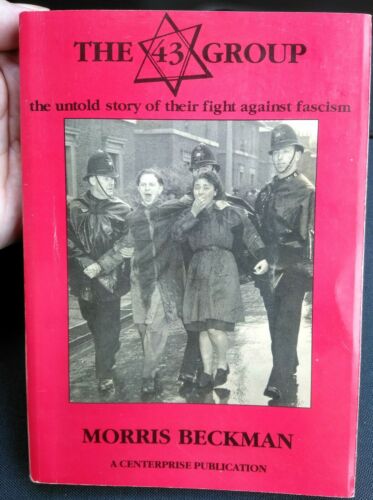 THE 43 GROUP
the untold story of their fight against fascism
MORRIS BECKMAN
A CENTERPRISE PUBLICATION